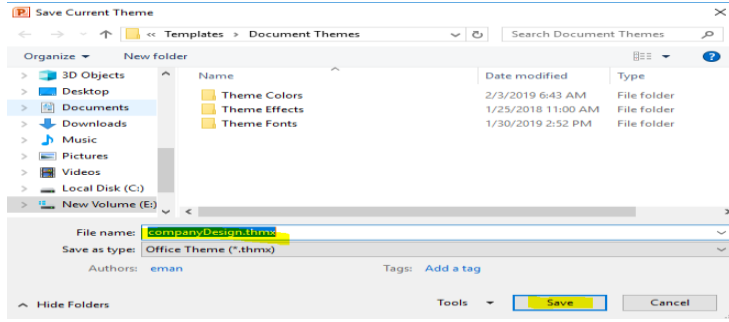 Save Current Theme
« Templates > Document Themes
Search Document Themes
Organize
New folder
Name Date modified Type
3D Objects
Desktop
Documents
Downloads
Music
Pictures
Videos
Local Disk (C:)
New Volume (E:)
Theme Colors 2/3/2019 6:43 AM File folder
Theme Effects 1/25/2018 11:00 AM File folder
Theme Fonts 1/30/2019 2:52 PM File folder
File name: companyDesign.thmx
Save as type: Office Theme (*.thmx)
Authors: eman Tags: Add a tag
Hide Folders Tools Save Cancel